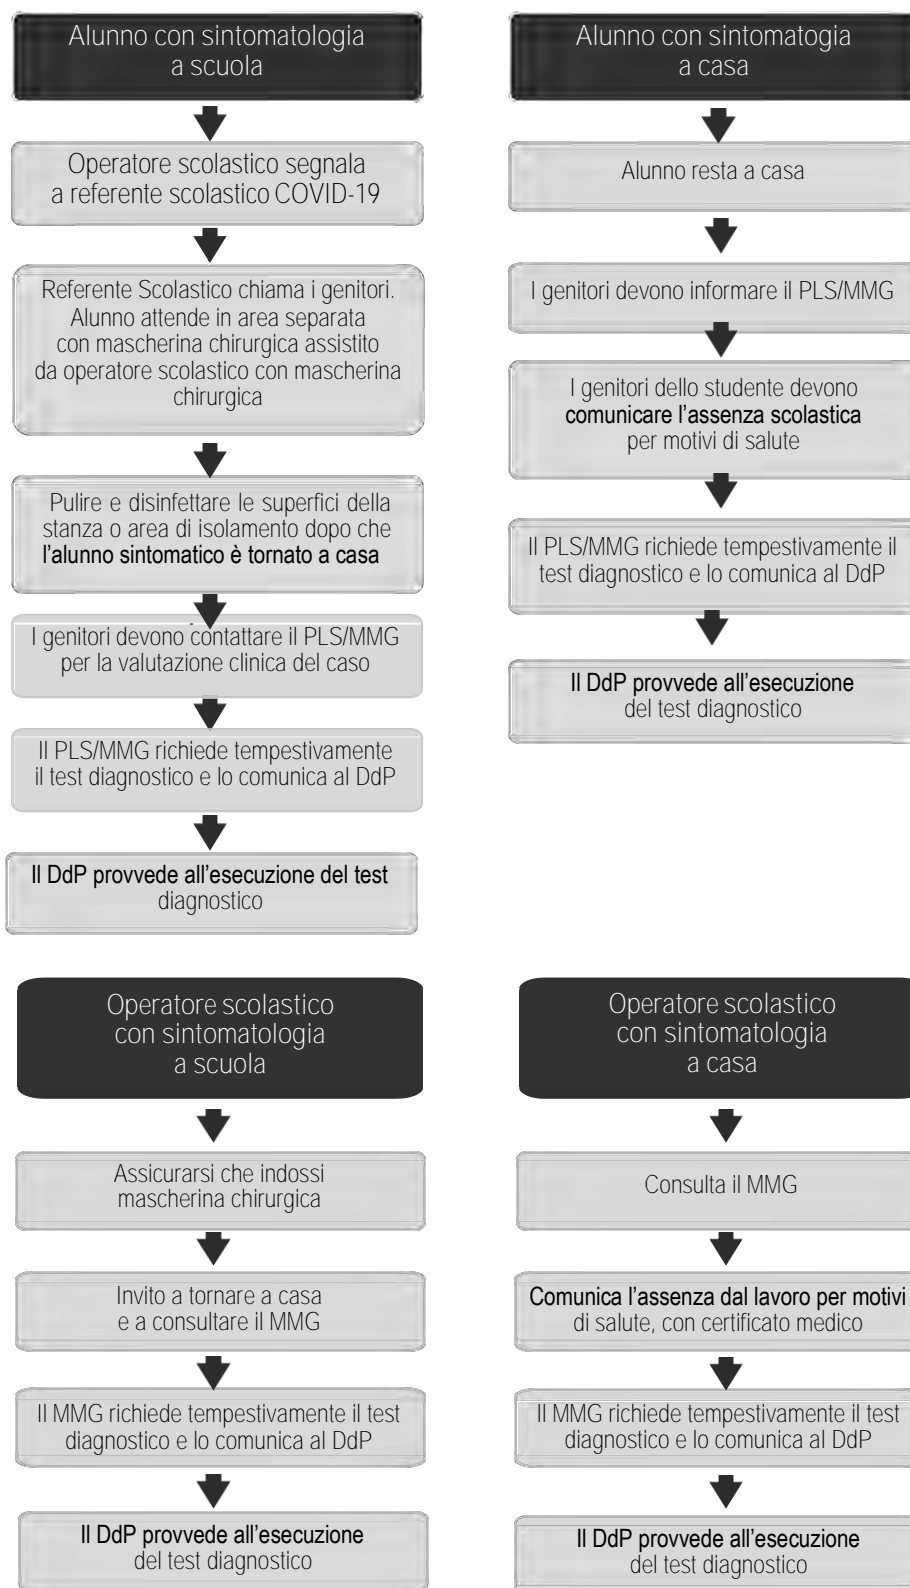 Alunno con sintomatologia
a scuola
Operatore scolastico segnala
a referente scolastico COVID-19
Referente Scolastico chiama i genitori.
Alunno attende in area separata
con mascherina chirurgica assistito
da operatore scolastico con mascherina
chirurgica
Pulire e disinfettare le superfici della
stanza o area di isolamento dopo che
l'alunno sintomatico è tornato a casa
I genitori devono contattare il PLS/MMG
per la valutazione clinica del caso
Il PLS/MMG richiede tempestivamente
il test diagnostico e lo comunica al DdP
Il DdP provvede all'esecuzione del test
diagnostico
Alunno con sintomatogia
a casa
Alunno resta a casa
I genitori devono informare il PLS/MMG
I genitori dello studente devono
comunicare l'assenza scolastica
per motivi di salute
Il PLS/MMG richiede tempestivamente il
test diagnostico e lo comunica al DdP
Il DdP provvede all'esecuzione
del test diagnostico
Operatore scolastico
con sintomatologia
a scuola
Assicurarsi che indossi
mascherina chirurgica
Invito a tornare a casa
e a consultare il MMG
Il MMG richiede tempestivamente il test
diagnostico e lo comunica al DdP
Il DdP provvede all'esecuzione
del test diagnostico
Operatore scolastico
con sintomatologia
a casa
Consulta il MMG
Comunica l'assenza dal lavoro per motivi
di salute, con certificato medico
Il MMG richiede tempestivamente il test
diagnostico e lo comunica al DdP
Il DdP provvede all'esecuzione
del test diagnostico